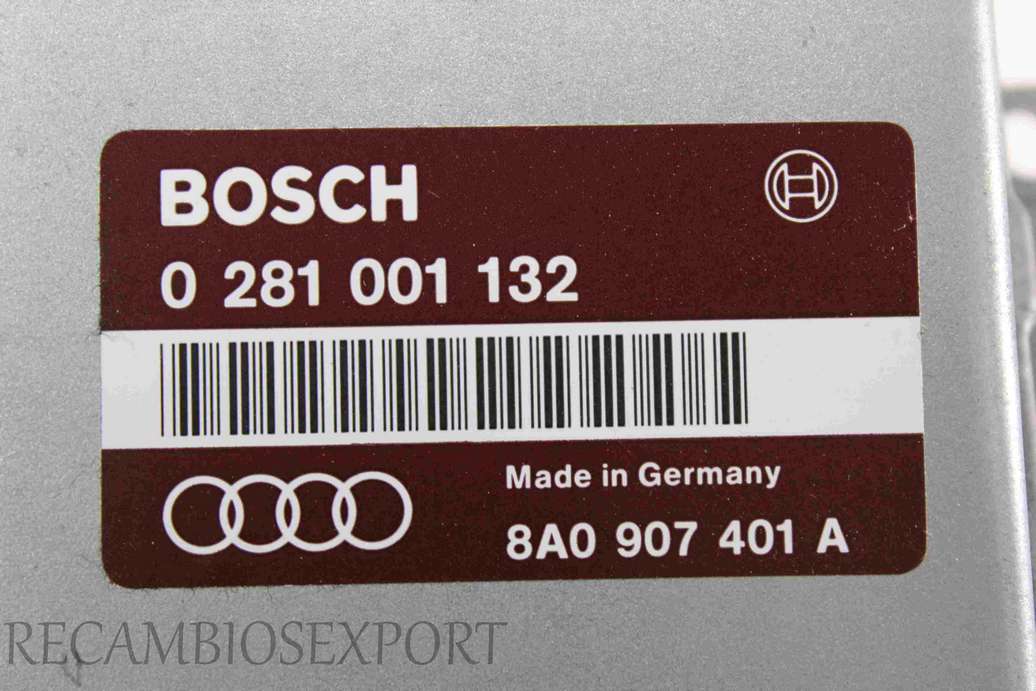 BOSCH
0 281 001 132
Made in Germany
8A0 907 401 A
RECAMBIOSEXPORT